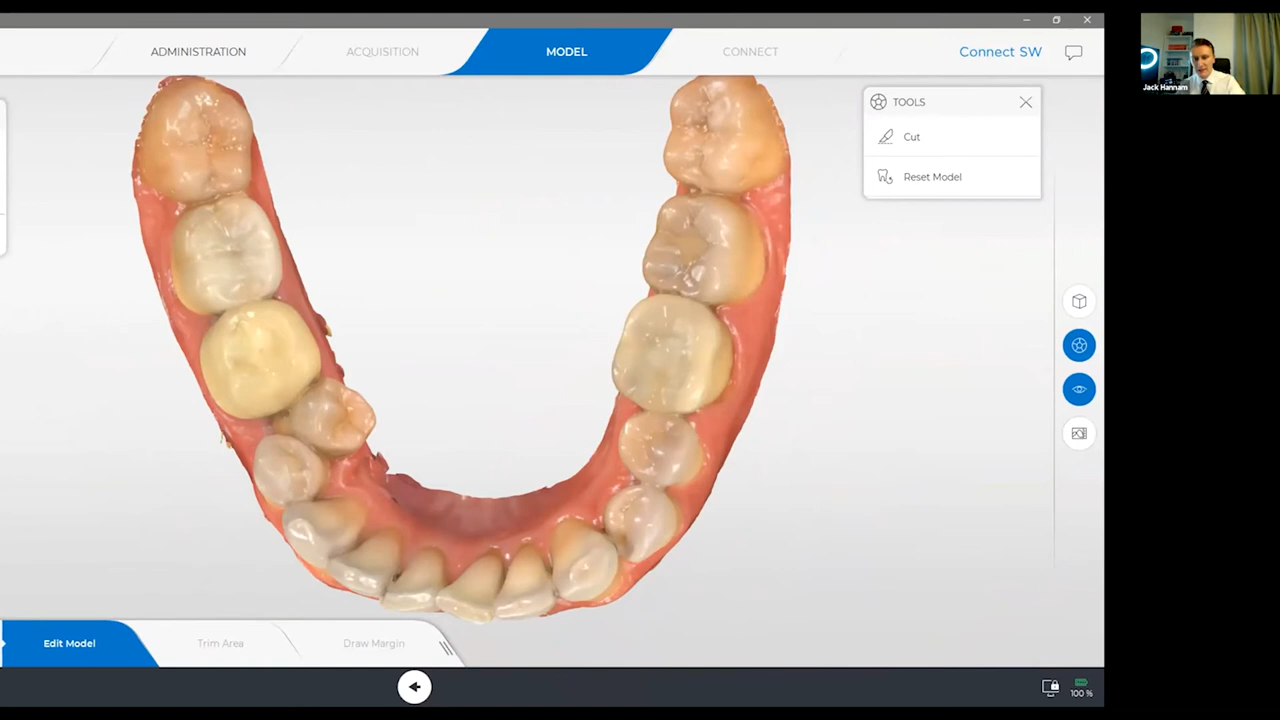 ADMINISTRATION
ACQUISITION
MODEL
CONNECT
Connect SW
Jack Hannam
TOOLS
Cut
Reset Model
Edit Model
Trim Area
Draw Margin
100 %